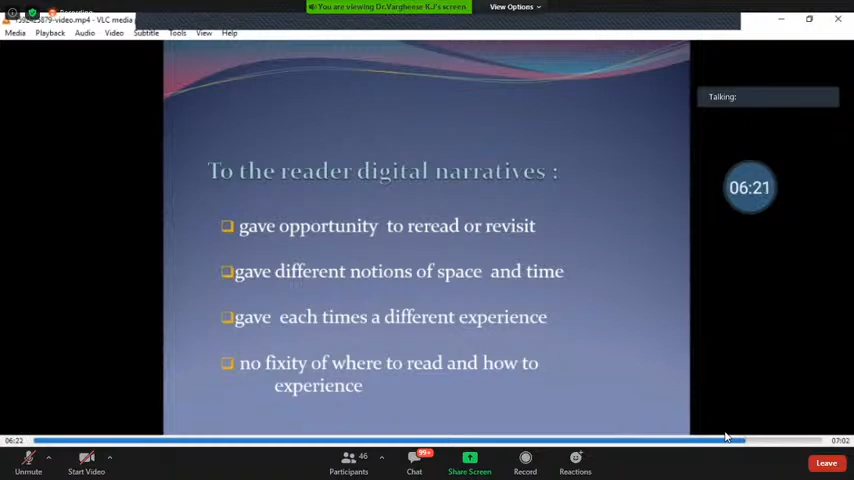 You are viewing Dr.Vargheese K.J's screen
View Options
Recording
-video.mp4 - VLC media
Media Playback Audio Video Subtitle Tools View Help
Talking:
06:21
To the reader digital narratives :
gave opportunity to reread or revisit
gave different notions of space and time
gave each times a different experience
no fixity of where to read and how to
experience
06:22
07:02
46
99+
Unmute
Start Video
Participants
Chat
Share Screen
Record
Reactions
Leave